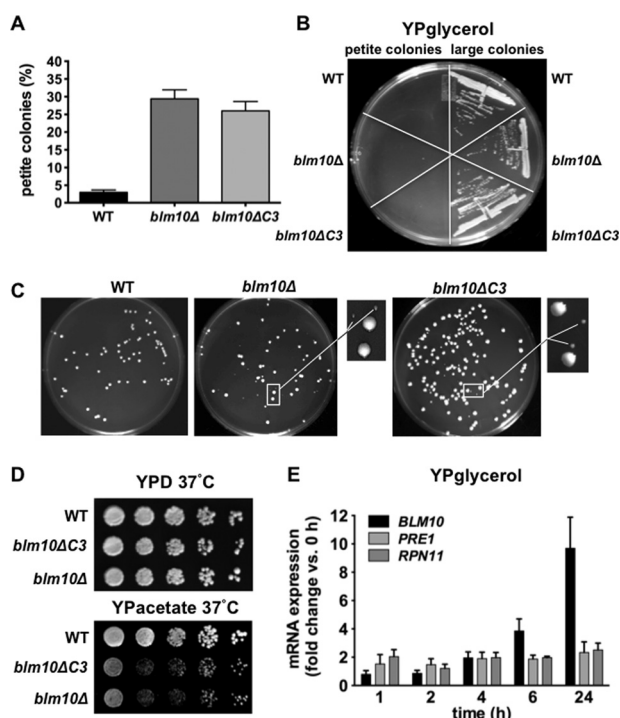 A
petite colonies (%)
40
35
30
25
20
15
10
5
0
WT
blm10Δ
blm10ΔC3
B
YPglycerol
petite colonies large colonies
WT
WT
blm10Δ
blm10Δ
blm10ΔC3
blm10ΔC3
C
WT
blm10Δ
blm10ΔC3
D
YPD 37˚C
WT
blm10ΔC3
blm10Δ
YPacetate 37˚C
WT
blm10ΔC3
blm10Δ
E
YPglycerol
mRNA expression
(fold change vs. 0 h)
BLM10
PRE1
RPN11
12
10
8
6
4
2
0
1
2
4
6
24
time (h)